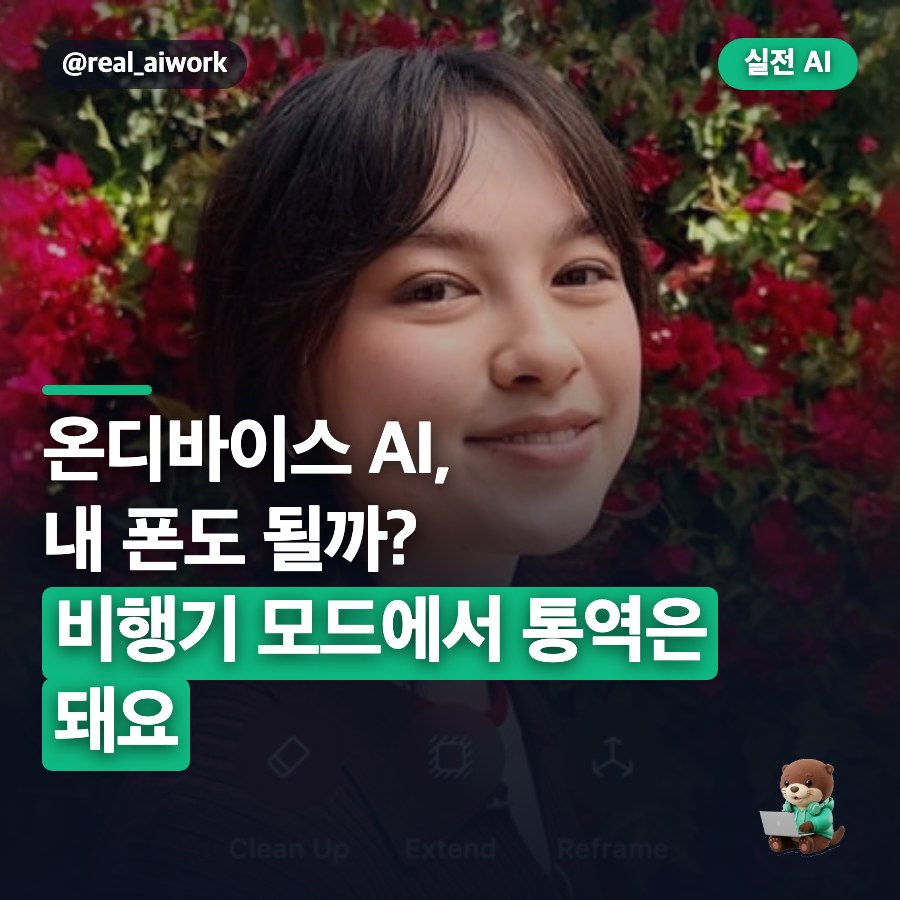 @real_aiwork
실전 AI
온디바이스 AI,
내 폰도 될까?
비행기 모드에서 통역은
돼요
Clean Up
Extend
Reframe